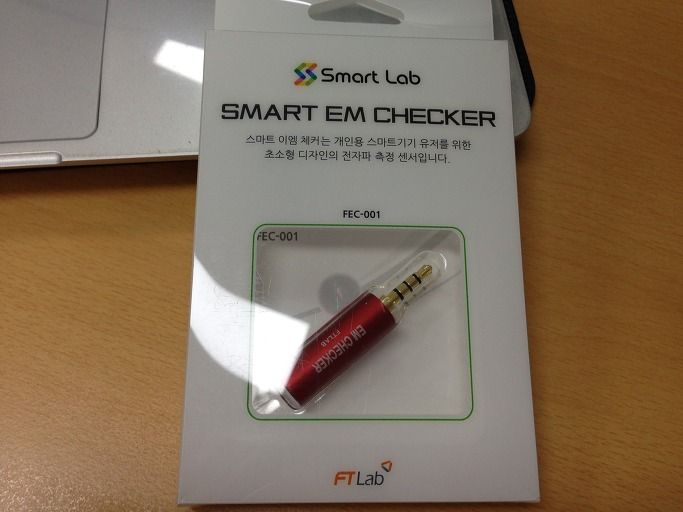 Smart Lab
SMART EM CHECKER
스마트 이엠 체커는 개인용 스마트기기 유저를 위한
초소형 디자인의 전자파 측정 센서입니다.
FEC-001
FEC-001
EM CHECKER
FTLAB
FTLab